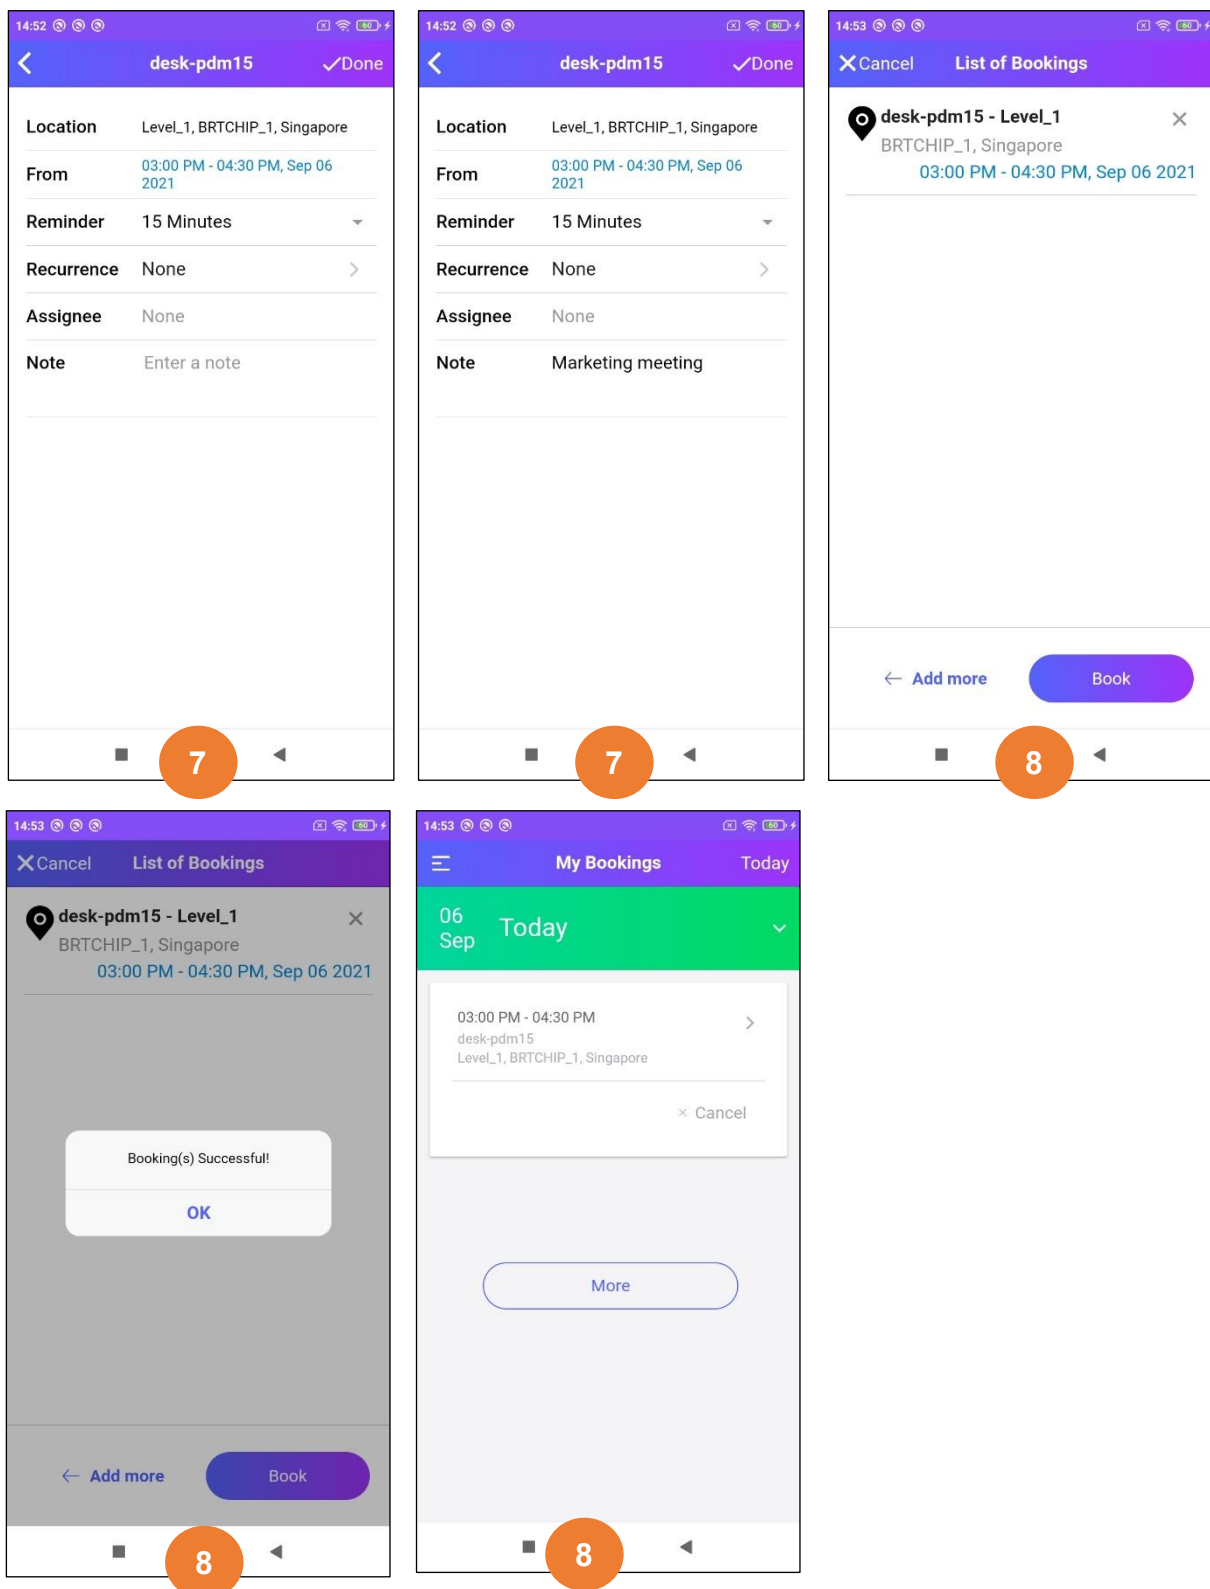 14:52
60
desk-pdm15
Done
Location Level_1, BRTCHIP_1, Singapore
From 03:00 PM - 04:30 PM, Sep 06
2021
Reminder 15 Minutes
Recurrence None
Assignee None
Note Enter a note
7
14:52
60
desk-pdm15
Done
Location Level_1, BRTCHIP_1, Singapore
From 03:00 PM - 04:30 PM, Sep 06
2021
Reminder 15 Minutes
Recurrence None
Assignee None
Note Marketing meeting
7
14:53
60
Cancel List of Bookings
desk-pdm15 - Level_1
BRTCHIP_1, Singapore
03:00 PM - 04:30 PM, Sep 06 2021
Add more Book
8
14:53
60
Cancel List of Bookings
desk-pdm15 - Level_1
BRTCHIP_1, Singapore
03:00 PM - 04:30 PM, Sep 06 2021
Booking(s) Successful!
OK
Add more Book
8
14:53
60
My Bookings Today
06
Sep
Today
03:00 PM - 04:30 PM
desk-pdm15
Level_1, BRTCHIP_1, Singapore
Cancel
More
8